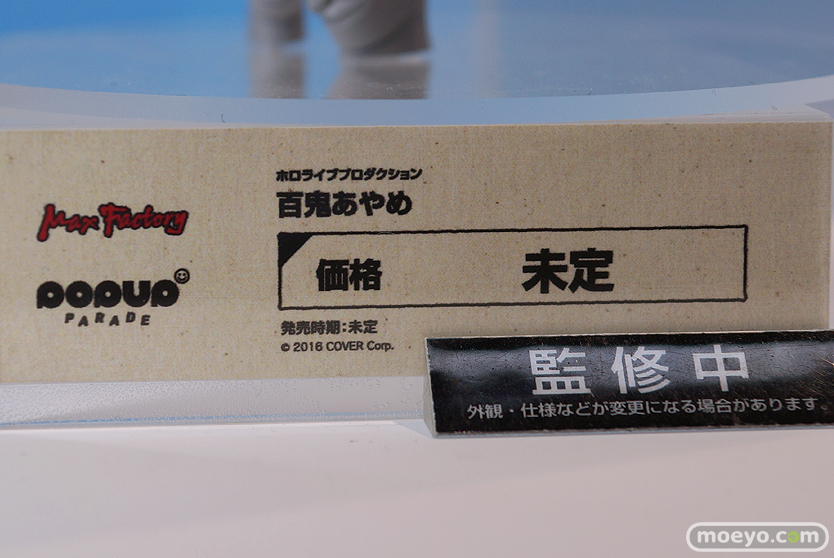 Max Factory
POPUP
PARADE
ホロライブプロダクション
百鬼あやめ
価格 未定
発売時期:未定
© 2016 COVER Corp.
監修中
外観・仕様などが変更になる場合があります。
moeyo.com